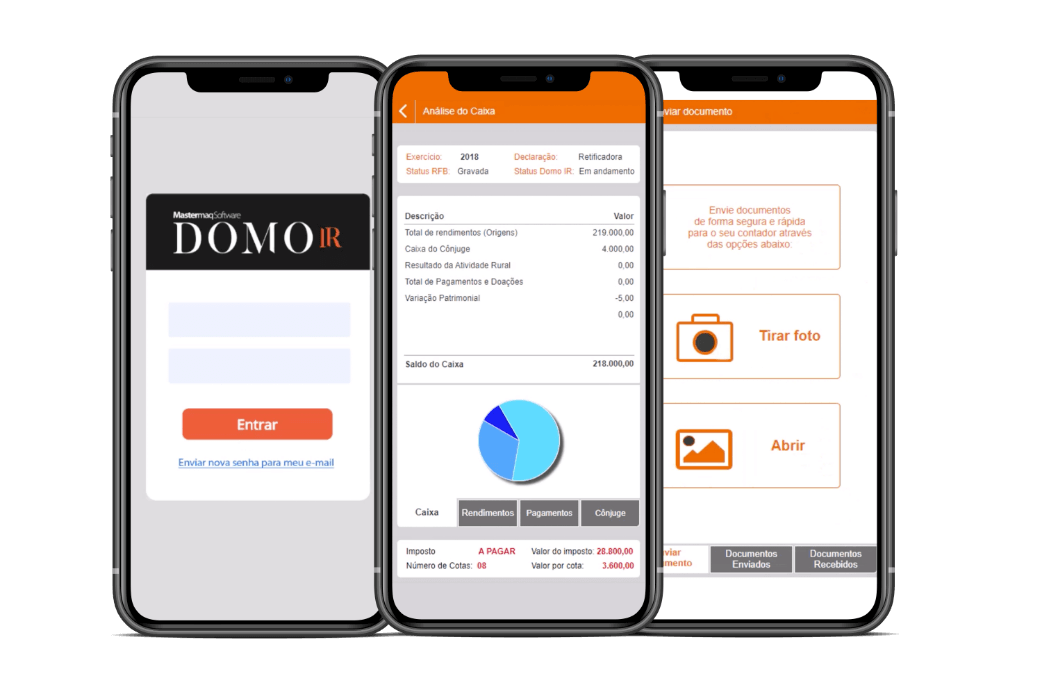 Mastermaq Software
DOMO IR
Entrar
Enviar nova senha para meu e-mail
Análise do Caixa
Exercício: 2018 Declaração: Retificadora
Status RFB: Gravada Status Domo IR: Em andamento
Descrição Valor
Total de rendimentos (Origens) 219.000,00
Caixa do Cônjuge 4.000,00
Resultado da Atividade Rural 0,00
Total de Pagamentos e Doações 0,00
Variação Patrimonial -5,00
0,00
Saldo do Caixa 218.000,00
Caixa Rendimentos Pagamentos Cônjuge
Imposto A PAGAR Valor do imposto: 28.800,00
Número de Cotas: 08 Valor por cota: 3.600,00
viar documento
Envie documentos
de forma segura e rápida
para o seu contador através
das opções abaixo:
Tirar foto
Abrir
viar
mento
Documentos
Enviados
Documentos
Recebidos